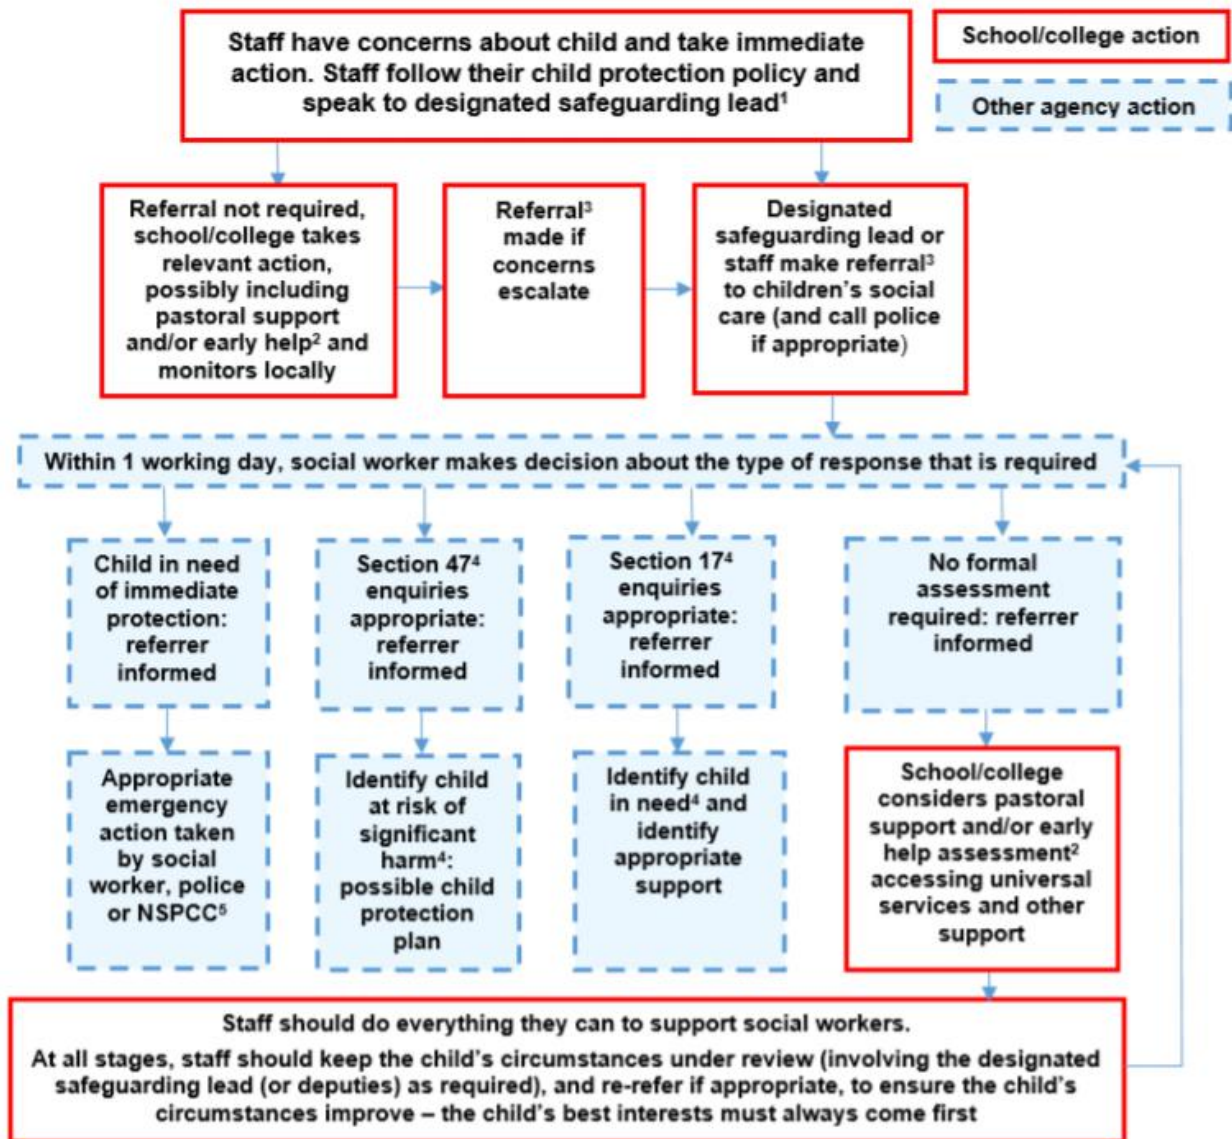 Staff have concerns about child and take immediate
action. Staff follow their child protection policy and
speak to designated safeguarding lead¹
School/college action
Other agency action
Referral not required,
school/college takes
relevant action,
possibly including
pastoral support
and/or early help² and
monitors locally
Referral³
made if
concerns
escalate
Designated
safeguarding lead or
staff make referral³
to children's social
care (and call police
if appropriate)
Within 1 working day, social worker makes decision about the type of response that is required
Child in need
of immediate
protection:
referrer
informed
Section 47⁴
enquiries
appropriate:
referrer
informed
Section 17⁴
enquiries
appropriate:
referrer
informed
No formal
assessment
required: referrer
informed
Appropriate
emergency
action taken
by social
worker, police
or NSPCC⁵
Identify child
at risk of
significant
harm⁴:
possible child
protection
plan
Identify child
in need⁴ and
identify
appropriate
support
School/college
considers pastoral
support and/or early
help assessment²
accessing universal
services and other
support
Staff should do everything they can to support social workers.
At all stages, staff should keep the child's circumstances under review (involving the designated
safeguarding lead (or deputies) as required), and re-refer if appropriate, to ensure the child's
circumstances improve – the child's best interests must always come first